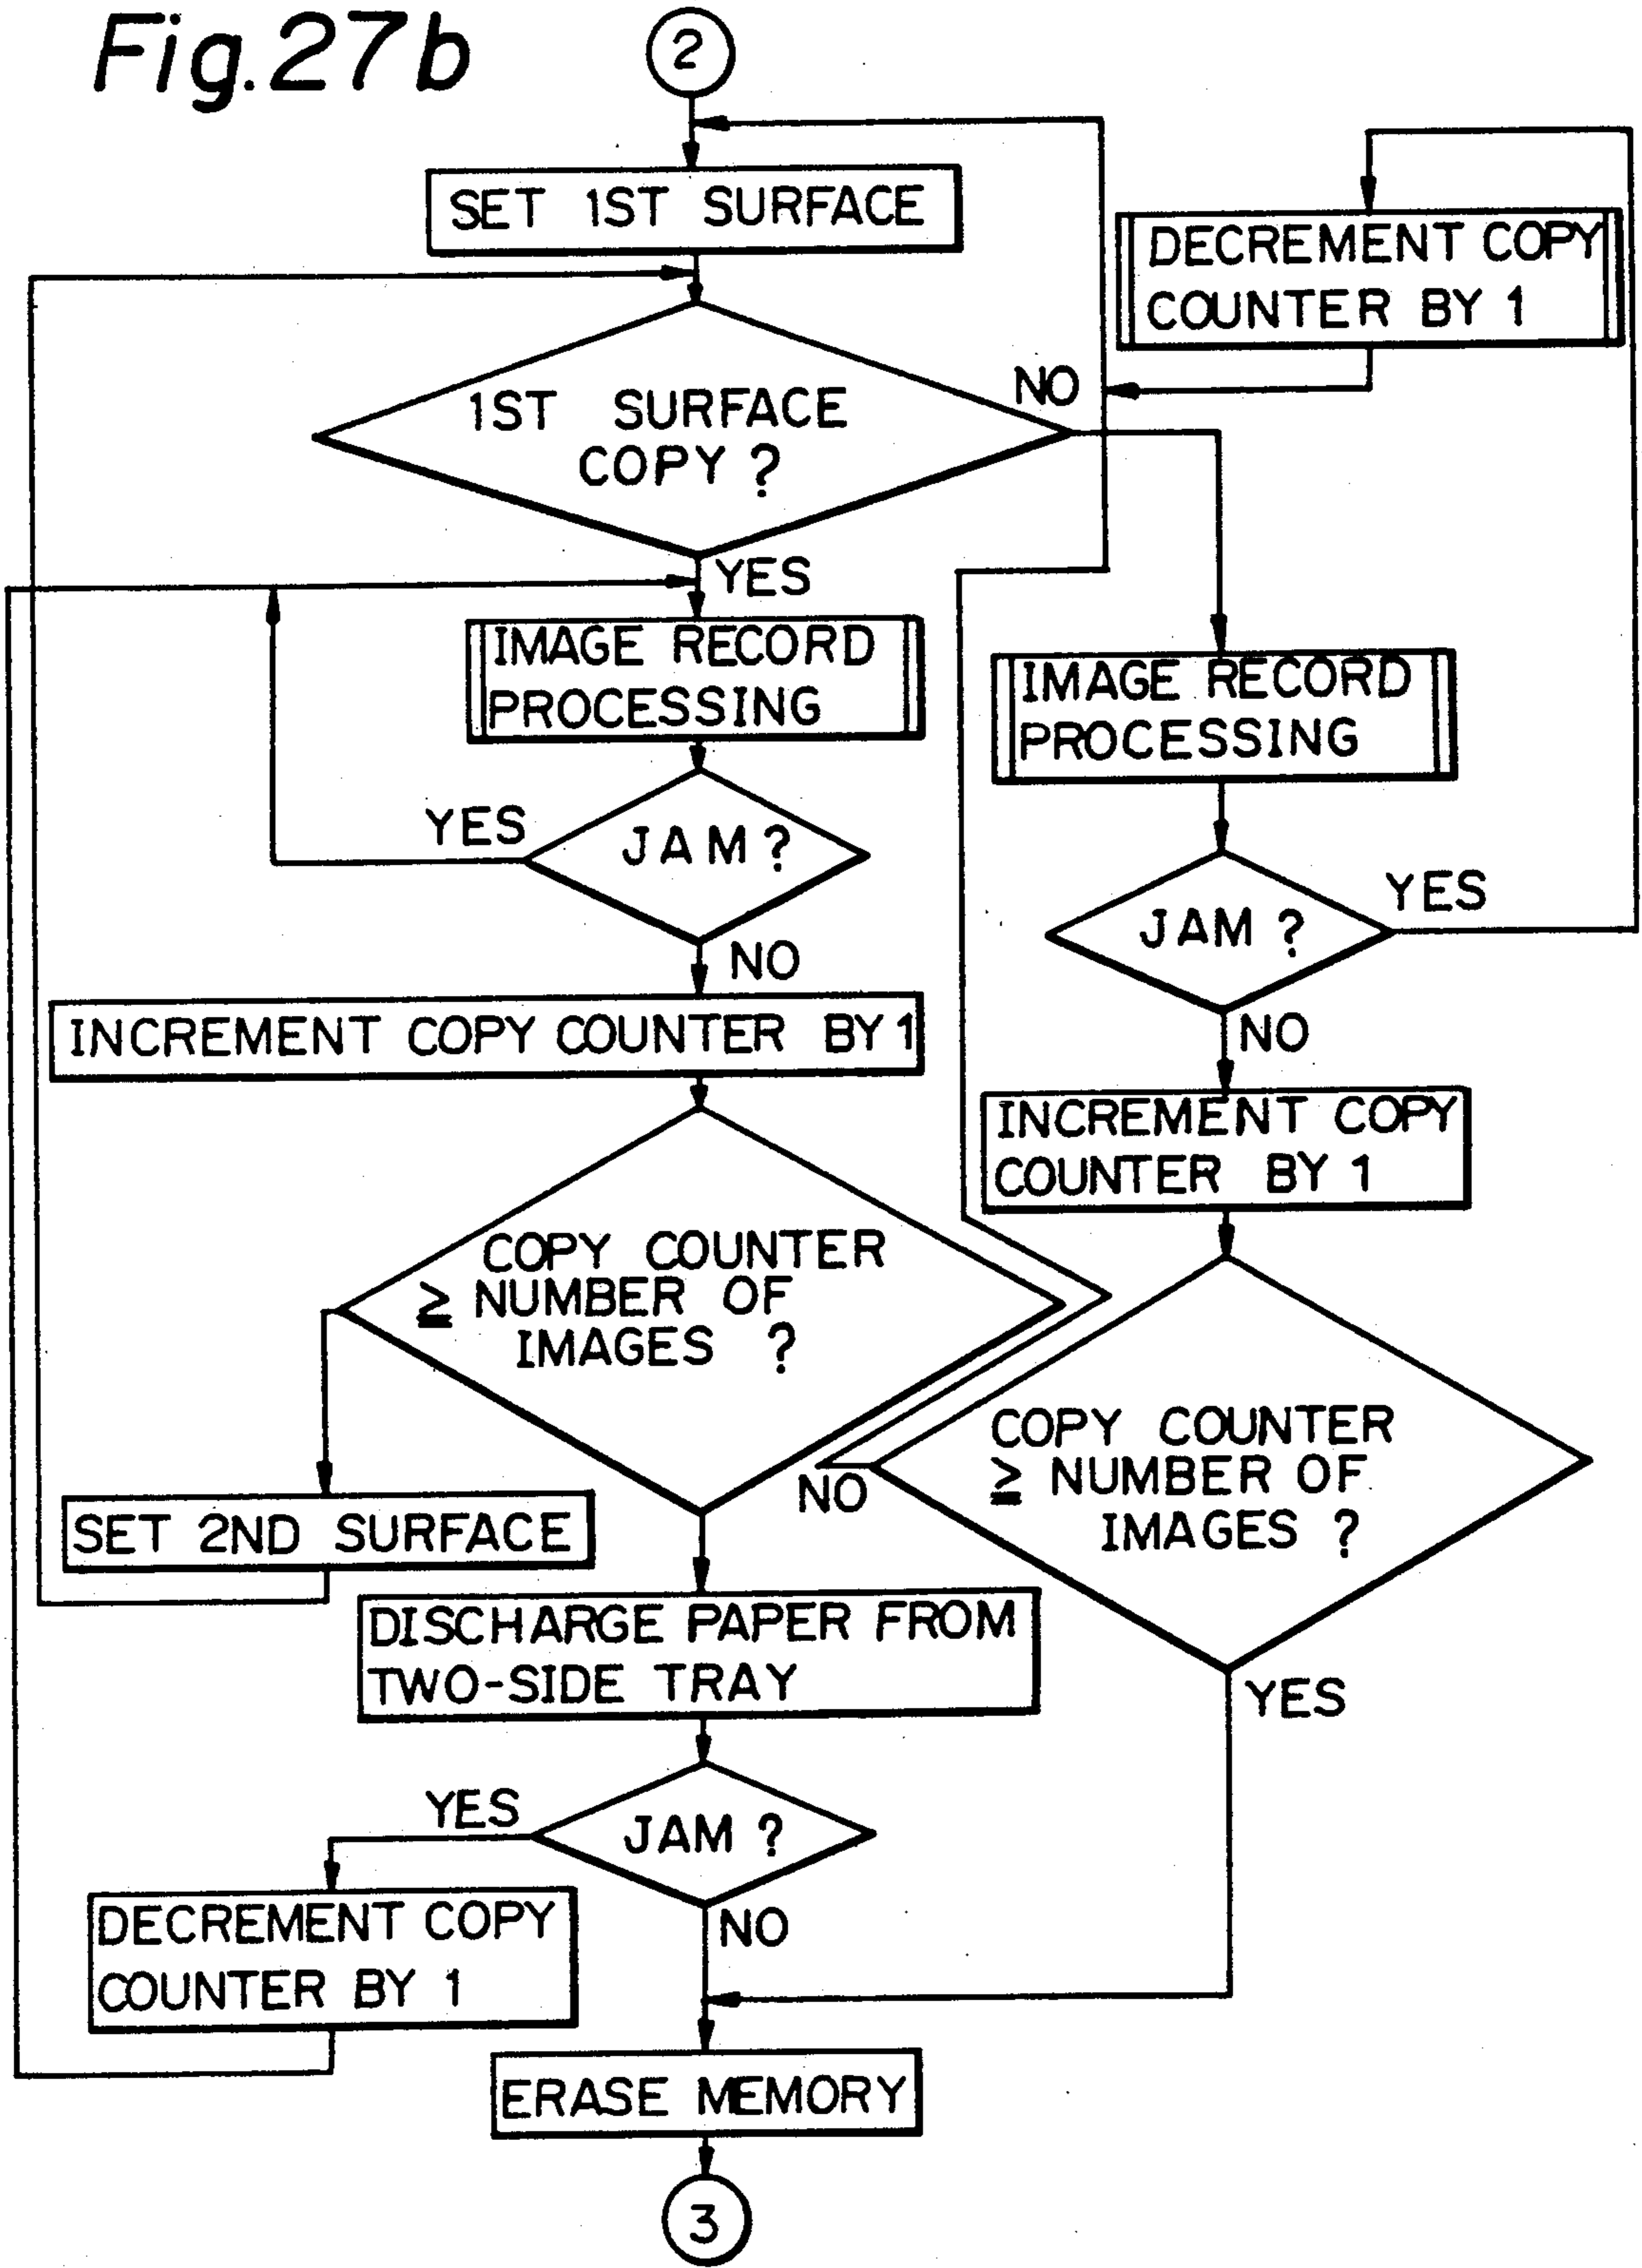 Fig.27b
2
SET 1ST SURFACE
DECREMENT COPY
COUNTER BY 1
1ST SURFACE
COPY ?
NO
YES
IMAGE RECORD
PROCESSING
IMAGE RECORD
PROCESSING
YES
JAM ?
NO
JAM ?
YES
NO
INCREMENT COPY COUNTER BY 1
INCREMENT COPY
COUNTER BY 1
COPY COUNTER
≧ NUMBER OF
IMAGES ?
COPY COUNTER
≧ NUMBER OF
IMAGES ?
NO
YES
SET 2ND SURFACE
DISCHARGE PAPER FROM
TWO-SIDE TRAY
YES
JAM ?
NO
DECREMENT COPY
COUNTER BY 1
ERASE MEMORY
3